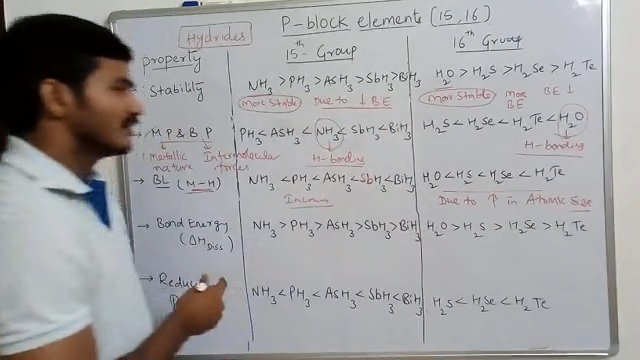 P-block elements (15,16)
Hydrides
property
15th Group
16th Group
: Stability
NH3 > PH3 > AsH3 > SbH3 > BiH3
H2O > H2S > H2Se > H2Te
more stable Due to ↓ BE
more stable more BE BE ↓
→ M P & B P
PH3 < AsH3 < NH3 < SbH3 < BiH3
H2S < H2Se < H2Te < H2O
metallic nature Intermolecular forces
H-bonding
H-bonding
→ BL (M-H)
NH3 < PH3 < AsH3 < SbH3 < BiH3
H2O < H2S < H2Se < H2Te
Due to ↑ in Atomic Size
→ Bond Energy
(ΔHDiss)
NH3 > PH3 > AsH3 > SbH3 > BiH3
H2O > H2S > H2Se > H2Te
NH3 < PH3 < AsH3 < SbH3 < BiH3
H2S < H2Se < H2Te